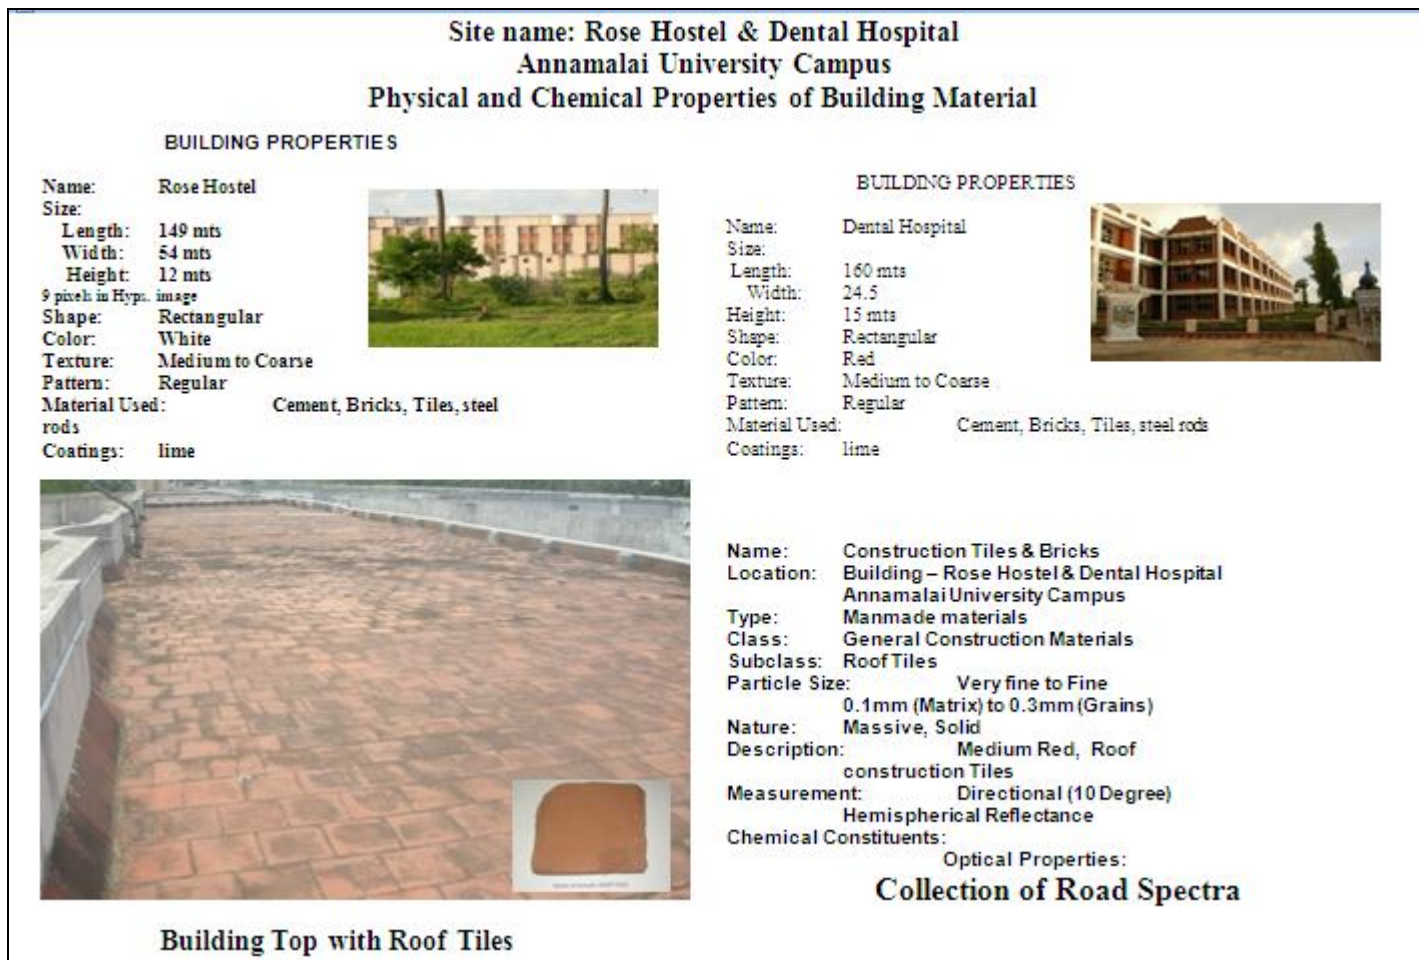 Site name: Rose Hostel & Dental Hospital
Annamalai University Campus
Physical and Chemical Properties of Building Material
BUILDING PROPERTIES
Name: Rose Hostel
Size:
Length: 149 mts
Width: 54 mts
Height: 12 mts
9 pixels in Hyps. image
Shape: Rectangular
Color: White
Texture: Medium to Coarse
Pattern: Regular
Material Used: Cement, Bricks, Tiles, steel
rods
Coatings: lime
BUILDING PROPERTIES
Name: Dental Hospital
Size:
Length: 160 mts
Width: 24.5
Height: 15 mts
Shape: Rectangular
Color: Red
Texture: Medium to Coarse
Pattern: Regular
Material Used: Cement, Bricks, Tiles, steel rods
Coatings: lime
Name: Construction Tiles & Bricks
Location: Building – Rose Hostel & Dental Hospital
Annamalai University Campus
Type: Manmade materials
Class: General Construction Materials
Subclass: Roof Tiles
Particle Size: Very fine to Fine
0.1mm (Matrix) to 0.3mm (Grains)
Nature: Massive, Solid
Description: Medium Red, Roof
construction Tiles
Measurement: Directional (10 Degree)
Hemispherical Reflectance
Chemical Constituents:
Optical Properties:
Collection of Road Spectra
Building Top with Roof Tiles